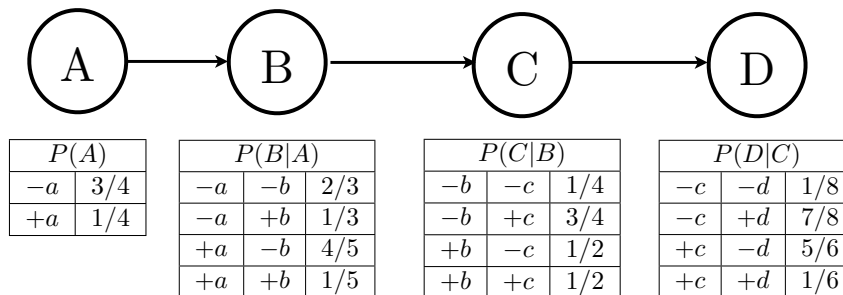 A B C D
P(A) P(B|A) P(C|B) P(D|C)
−a 3/4 −a −b 2/3 −b −c 1/4 −c −d 1/8
+a 1/4 −a +b 1/3 −b +c 3/4 −c +d 7/8
+a −b 4/5 +b −c 1/2 +c −d 5/6
+a +b 1/5 +b +c 1/2 +c +d 1/6